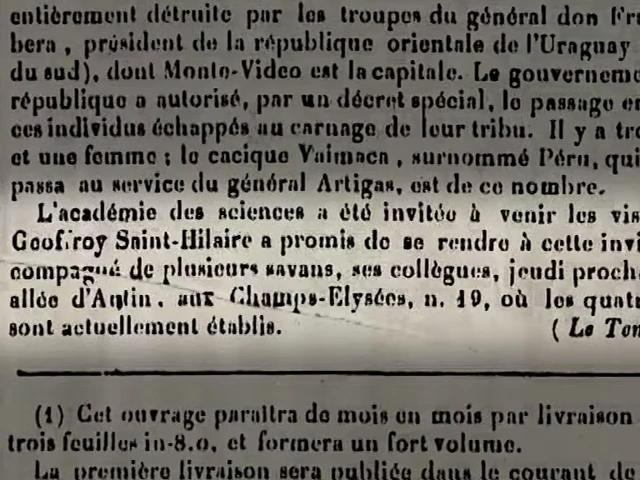 entièrement détruite par les troupes du général don Fr
bera, président de la république orientale de l'Uraguay
du sud), dont Monte-Video est la capitale. Le gouverneme
république a autorisé, par un décret spécial, le passage en
ces individus échappés au carnage de leur tribu. Il y a tro
et une femme; le cacique Vaimaca, surnommé Péru, qui
passa au service du général Artigas, est de ce nombre.
L'académie des sciences a été invitée à venir les vis
Geoffroy Saint-Hilaire a promis de se rendre à cette invi
compagné de plusieurs savans, ses collègues, jeudi proch
allée d'Antin, aux Champs-Elysées, n. 19, où les quatr
sont actuellement établis. (Le Tem
(1) Cet ouvrage paraîtra de mois en mois par livraison
trois feuilles in-8.o, et formera un fort volume.
La première livraison sera publiée dans le courant de